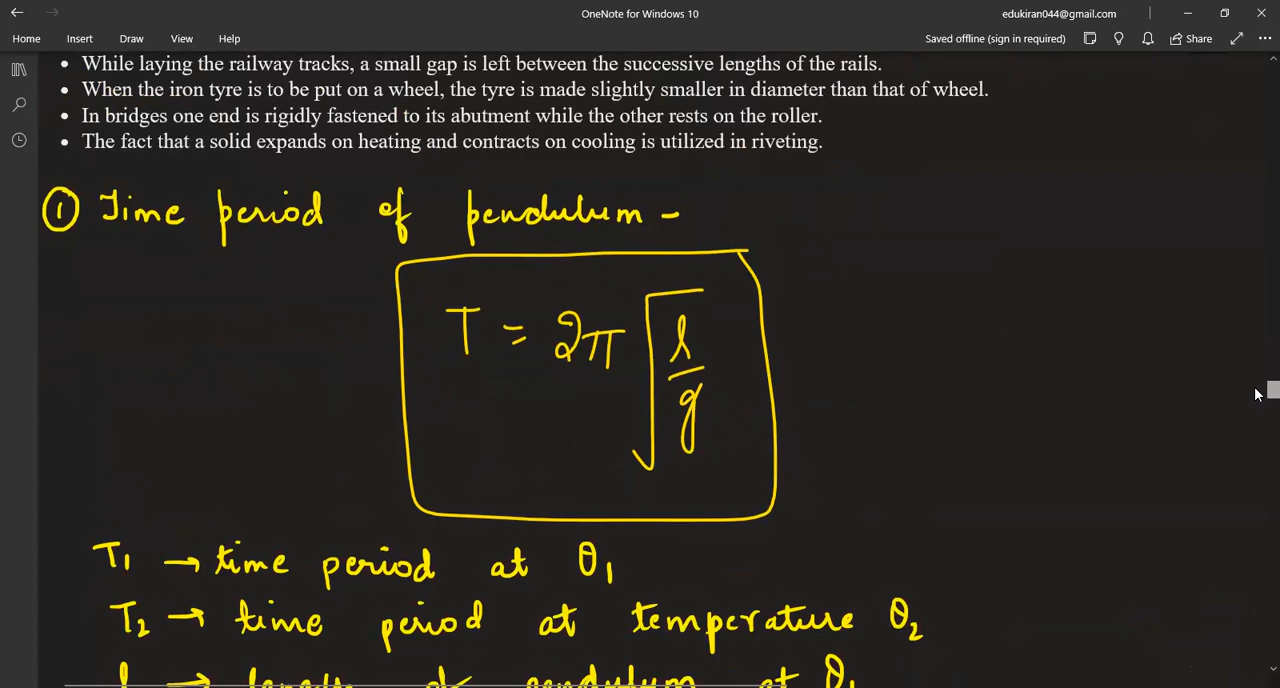 OneNote for Windows 10
edukiran044@gmail.com
Home Insert Draw View Help
Saved offline (sign in required) Share
• While laying the railway tracks, a small gap is left between the successive lengths of the rails.
• When the iron tyre is to be put on a wheel, the tyre is made slightly smaller in diameter than that of wheel.
• In bridges one end is rigidly fastened to its abutment while the other rests on the roller.
• The fact that a solid expands on heating and contracts on cooling is utilized in riveting.
① Time period of pendulum -
T = 2π √(l/g)
T₁ → time period at θ₁
T₂ → time period at temperature θ₂
l → length of pendulum at θ₁